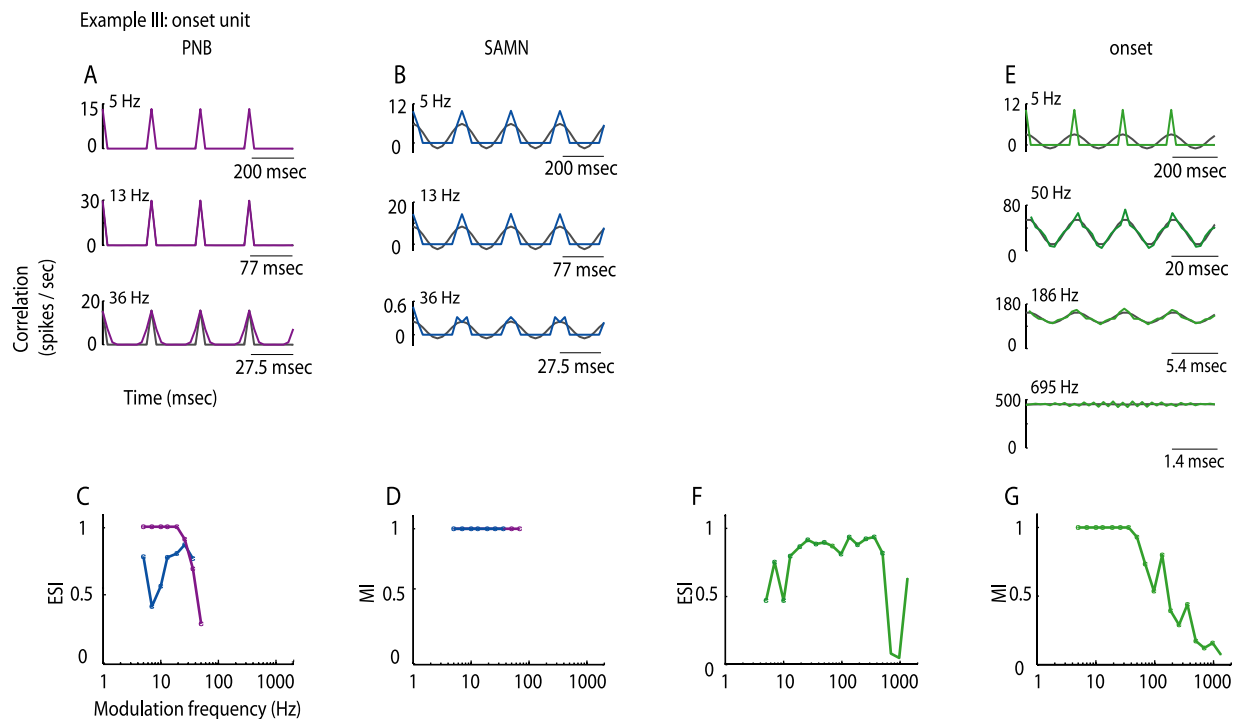 Example III: onset unit
PNB
SAMN
onset
A
B
E
15
5 Hz
0
200 msec
12
5 Hz
0
200 msec
12
5 Hz
0
200 msec
30
13 Hz
0
77 msec
20
13 Hz
0
77 msec
80
50 Hz
0
20 msec
20
36 Hz
0
27.5 msec
0.6
36 Hz
0
27.5 msec
180
186 Hz
0
5.4 msec
Correlation
(spikes / sec)
Time (msec)
695 Hz
500
0
1.4 msec
C
D
F
G
1
0.5
0
ESI
1 10 100 1000
Modulation frequency (Hz)
1
0.5
0
MI
1 10 100 1000
1
0.5
0
ESI
1 10 100 1000
1
0.5
0
MI
1 10 100 1000